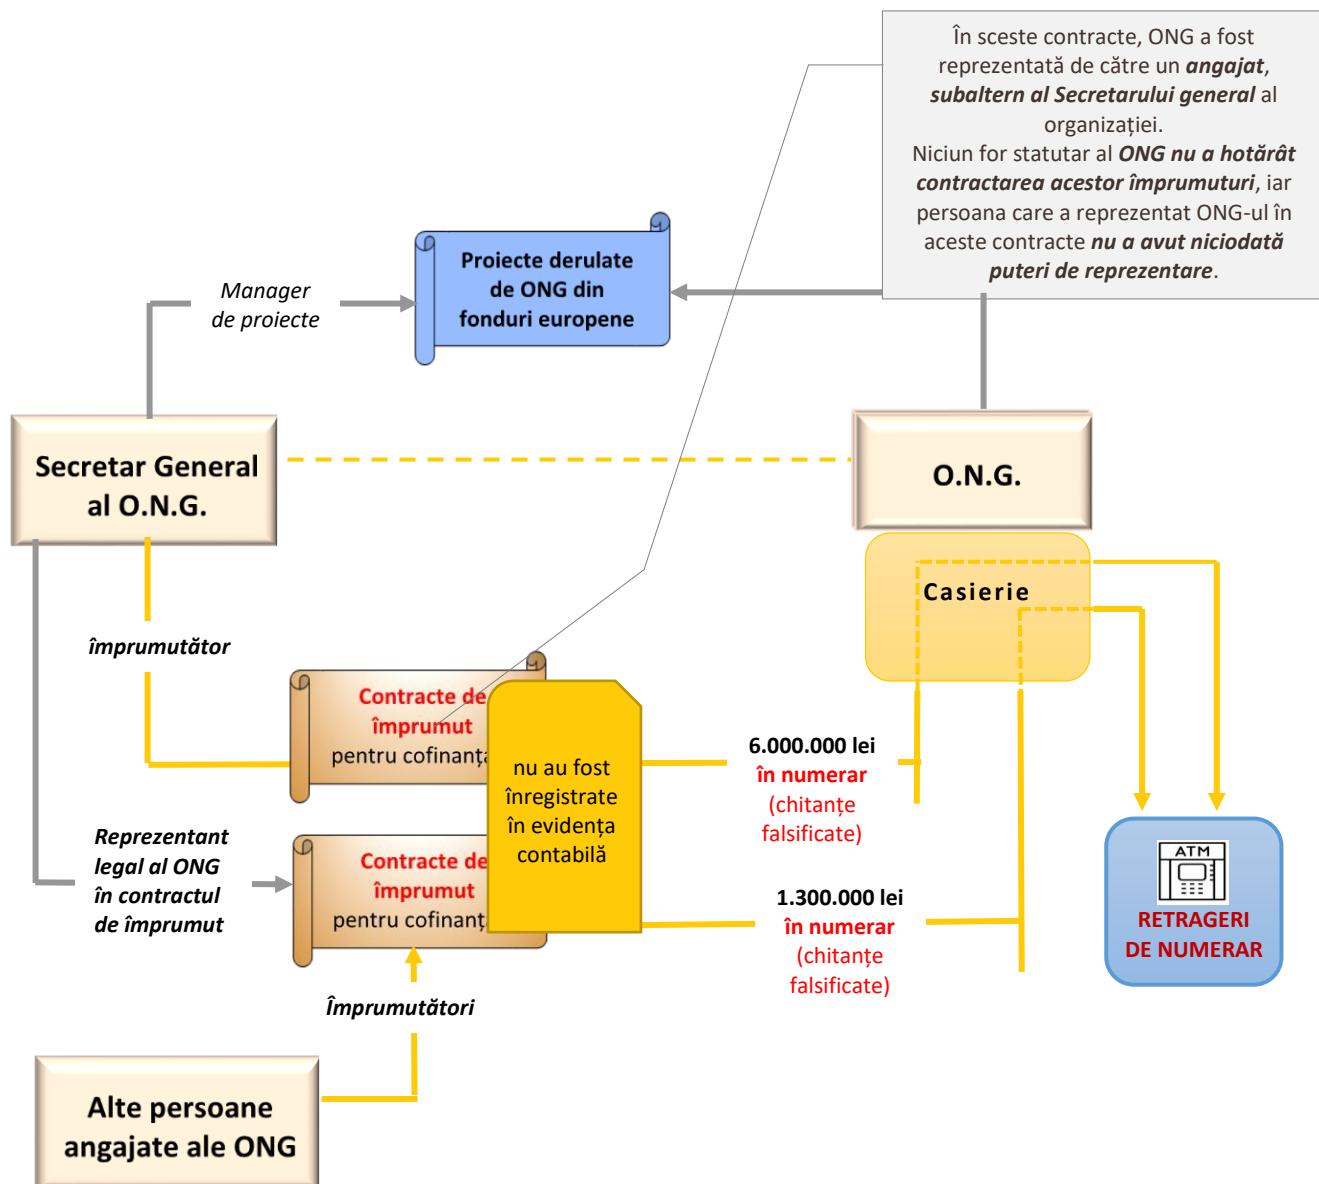 În sceste contracte, ONG a fost
reprezentată de către un angajat,
subaltern al Secretarului general al
organizației.
Niciun for statutar al ONG nu a hotărât
contractarea acestor împrumuturi, iar
persoana care a reprezentat ONG-ul în
aceste contracte nu a avut niciodată
puteri de reprezentare.
Proiecte derulate
de ONG din
fonduri europene
Manager
de proiecte
Secretar General
al O.N.G.
O.N.G.
Casierie
împrumutător
Contracte de
împrumut
pentru cofinanța
nu au fost
înregistrate
în evidența
contabilă
6.000.000 lei
în numerar
(chitanțe
falsificate)
Reprezentant
legal al ONG
în contractul
de împrumut
Contracte de
împrumut
pentru cofinanța
1.300.000 lei
în numerar
(chitanțe
falsificate)
ATM
RETRAGERI
DE NUMERAR
Împrumutători
Alte persoane
angajate ale ONG